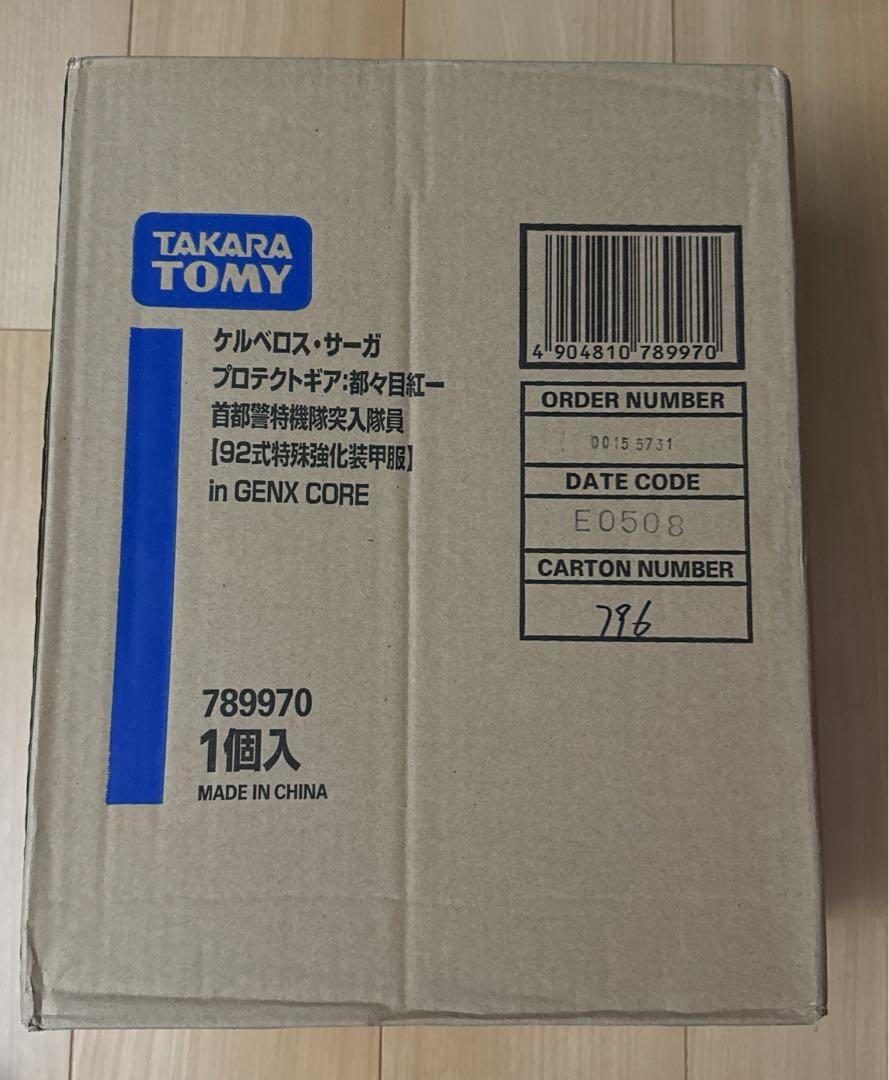 TAKARA
TOMY
ケルベロス・サーガ
プロテクトギア:都々目紅一
首都警特機隊突入隊員
【92式特殊強化装甲服】
in GENX CORE
789970
1個入
MADE IN CHINA
4 904810 789970
ORDER NUMBER
0015 5731
DATE CODE
E0508
CARTON NUMBER
796